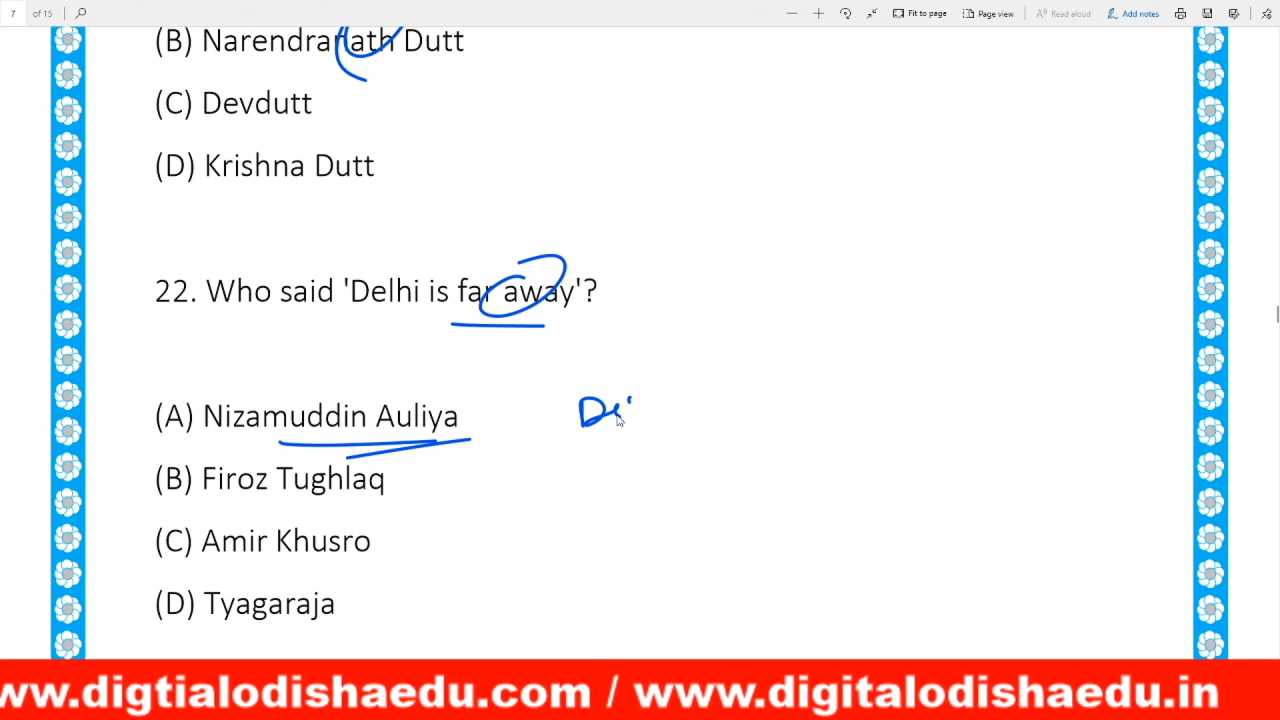 7 of 15 Fit to page Page view Read aloud Add notes
(B) Narendranath Dutt
(C) Devdutt
(D) Krishna Dutt
22. Who said 'Delhi is far away'?
(A) Nizamuddin Auliya
(B) Firoz Tughlaq
(C) Amir Khusro
(D) Tyagaraja
ww.digtialodishaedu.com / www.digitalodishaedu.in